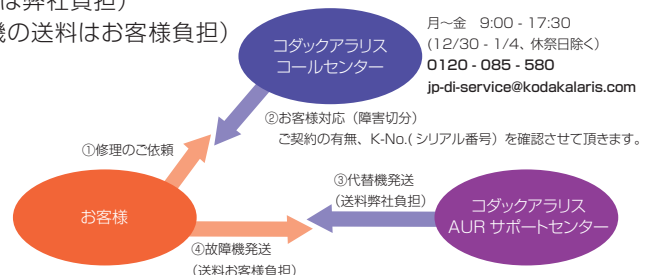 は弊社負担）
機の送料はお客様負担）
コダックアラリス
コールセンター
月～金 9:00 - 17:30
(12/30 - 1/4、休祭日除く)
0120 - 085 - 580
jp-di-service@kodakalaris.com
②お客様対応（障害切分）
ご契約の有無、K-No.( シリアル番号）を確認させて頂きます。
①修理のご依頼
③代替機発送
（送料弊社負担）
お客様
コダックアラリス
AUR サポートセンター
④故障機発送
（送料お客様負担）